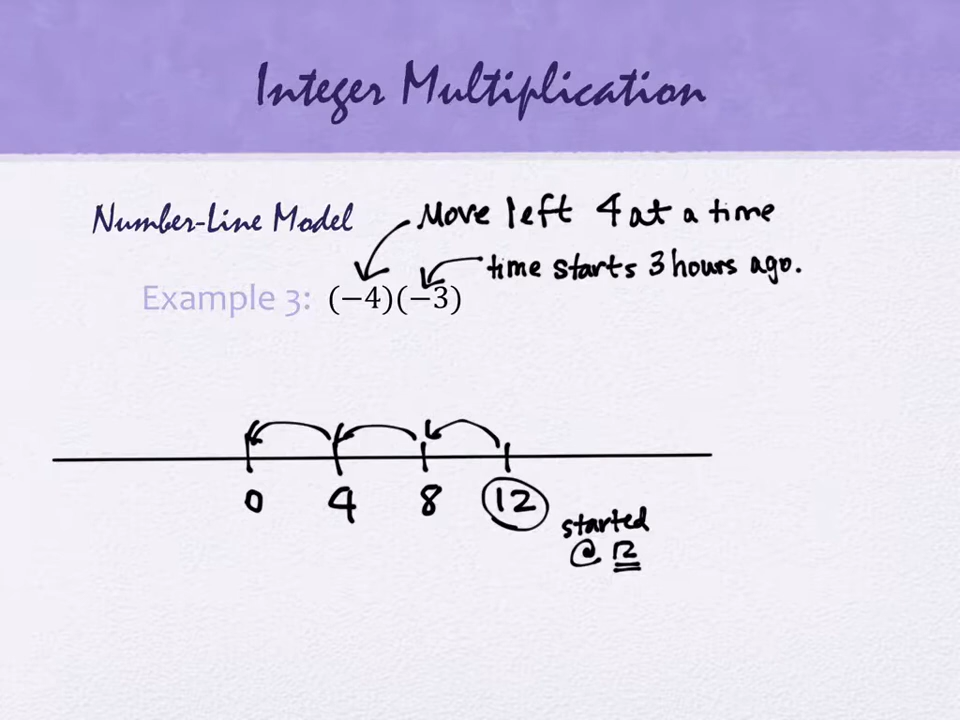 Integer Multiplication
Number-Line Model
Move left 4 at a time
time starts 3 hours ago.
Example 3: (−4)(−3)
0 4 8 12
started
@ 12